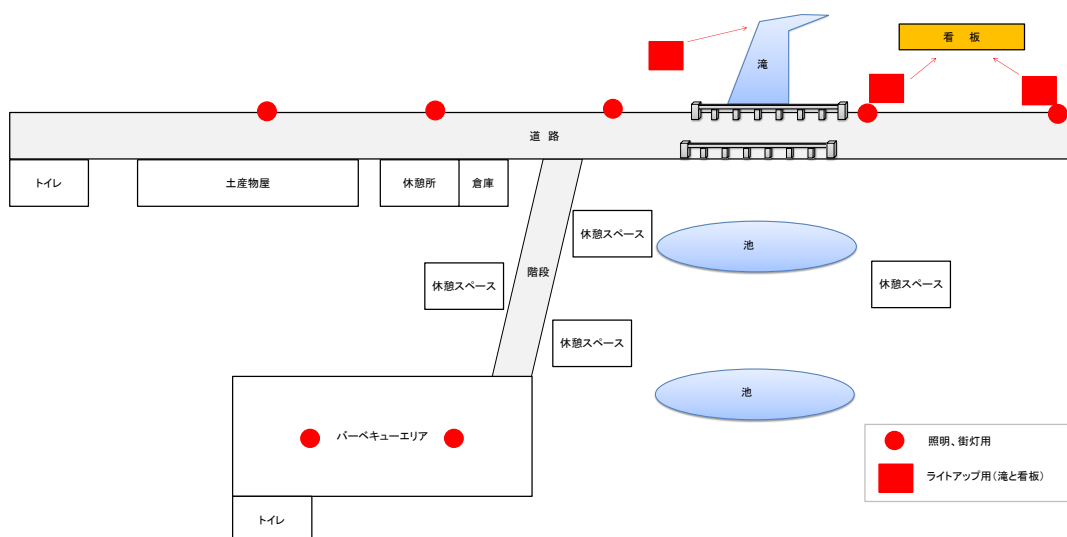 看 板
滝
道 路
トイレ
土産物屋
休憩所
倉庫
休憩スペース
池
階段
休憩スペース
休憩スペース
休憩スペース
池
バーベキューエリア
照明、街灯用
ライトアップ用(滝と看板)
トイレ